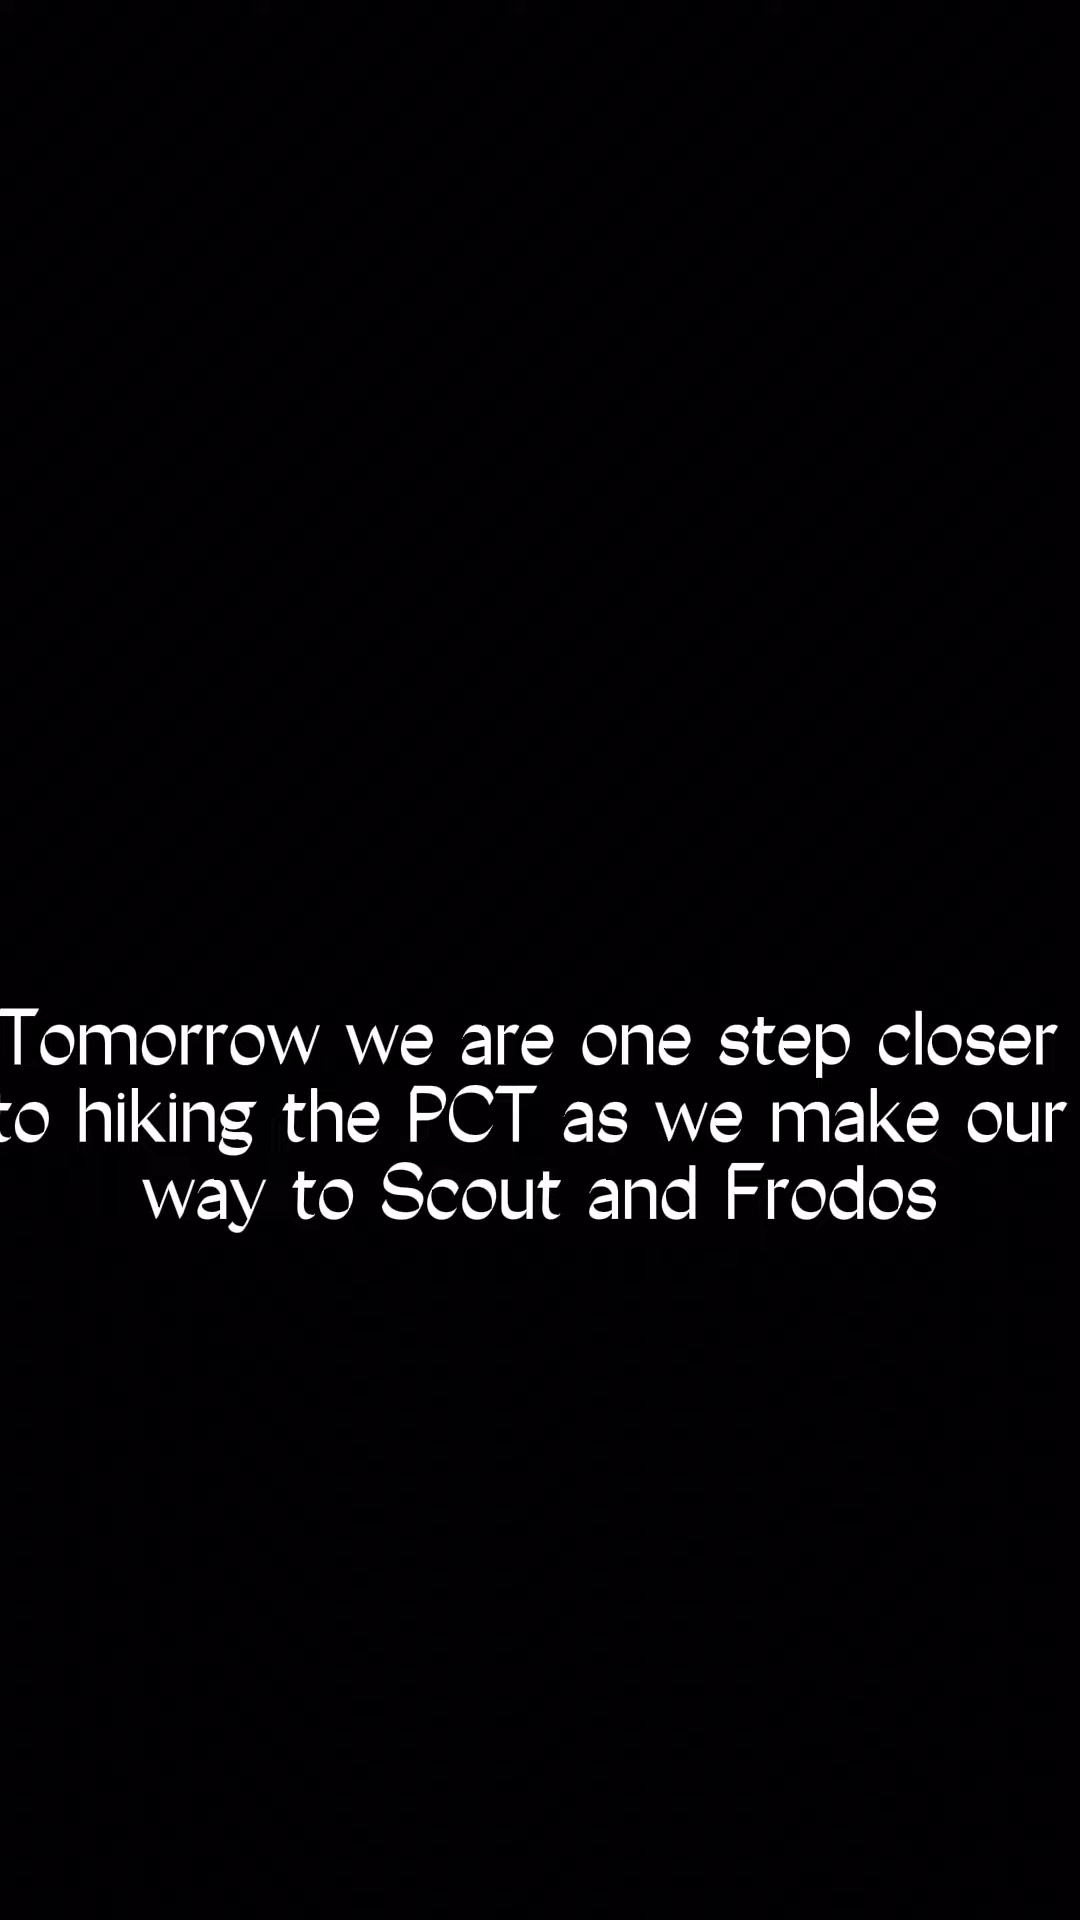 Tomorrow we are one step closer
to hiking the PCT as we make our
way to Scout and Frodos